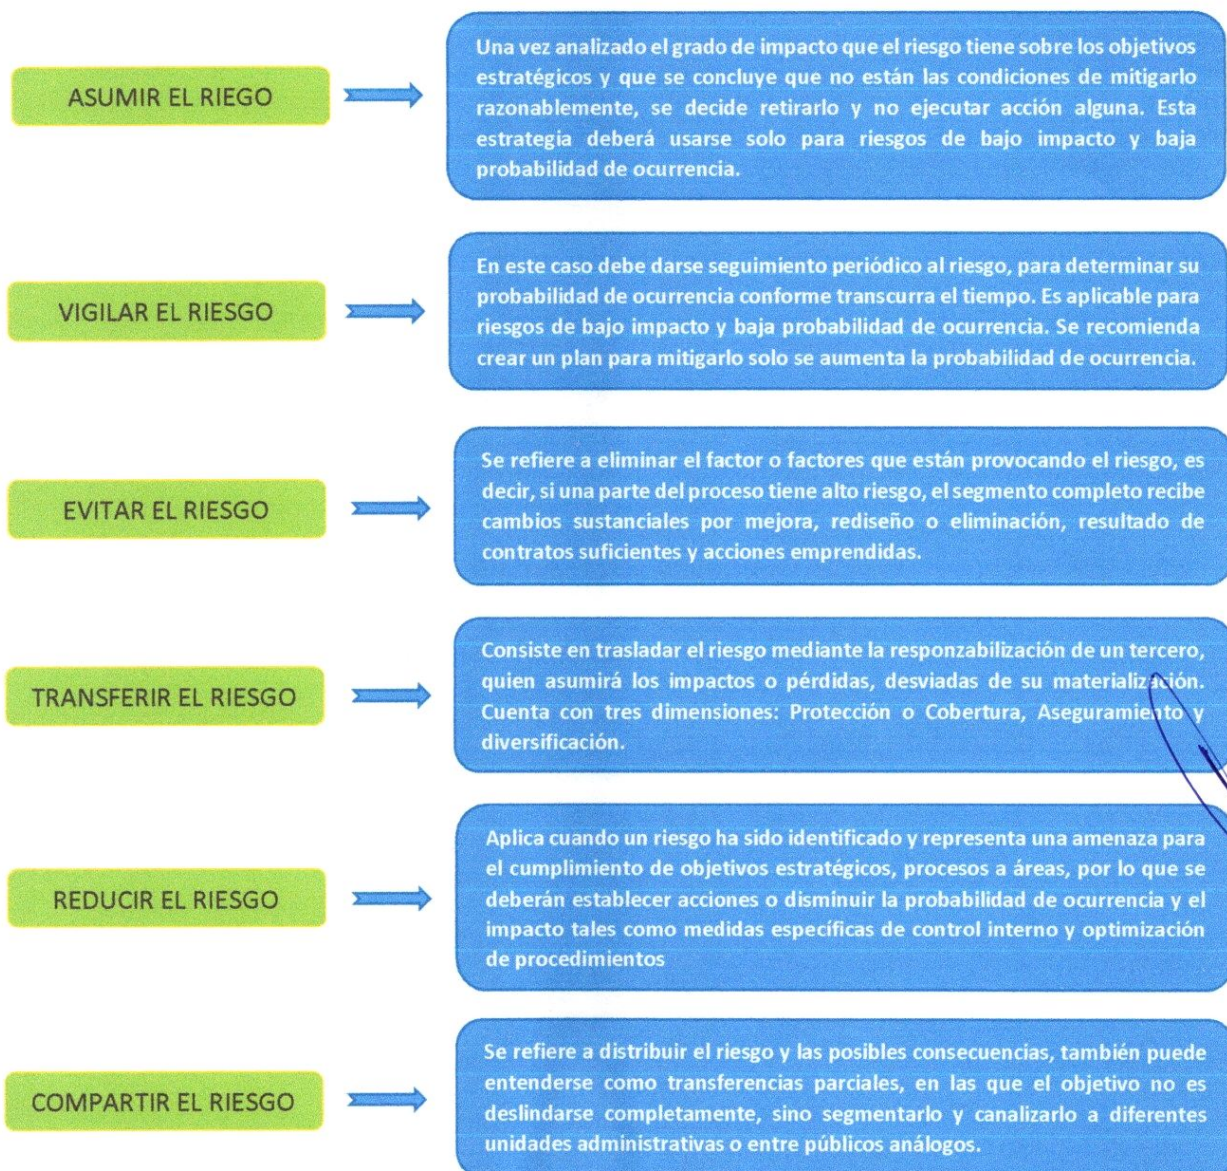 ASUMIR EL RIEGO
Una vez analizado el grado de impacto que el riesgo tiene sobre los objetivos
estratégicos y que se concluye que no están las condiciones de mitigarlo
razonablemente, se decide retirarlo y no ejecutar acción alguna. Esta
estrategia deberá usarse solo para riesgos de bajo impacto y baja
probabilidad de ocurrencia.
VIGILAR EL RIESGO
En este caso debe darse seguimiento periódico al riesgo, para determinar su
probabilidad de ocurrencia conforme transcurra el tiempo. Es aplicable para
riesgos de bajo impacto y baja probabilidad de ocurrencia. Se recomienda
crear un plan para mitigarlo solo se aumenta la probabilidad de ocurrencia.
EVITAR EL RIESGO
Se refiere a eliminar el factor o factores que están provocando el riesgo, es
decir, si una parte del proceso tiene alto riesgo, el segmento completo recibe
cambios sustanciales por mejora, rediseño o eliminación, resultado de
contratos suficientes y acciones emprendidas.
TRANSFERIR EL RIESGO
Consiste en trasladar el riesgo mediante la responzabilización de un tercero,
quien asumirá los impactos o pérdidas, desviadas de su materialización.
Cuenta con tres dimensiones: Protección o Cobertura, Aseguramiento y
diversificación.
REDUCIR EL RIESGO
Aplica cuando un riesgo ha sido identificado y representa una amenaza para
el cumplimiento de objetivos estratégicos, procesos a áreas, por lo que se
deberán establecer acciones o disminuir la probabilidad de ocurrencia y el
impacto tales como medidas específicas de control interno y optimización
de procedimientos
COMPARTIR EL RIESGO
Se refiere a distribuir el riesgo y las posibles consecuencias, también puede
entenderse como transferencias parciales, en las que el objetivo no es
deslindarse completamente, sino segmentarlo y canalizarlo a diferentes
unidades administrativas o entre públicos análogos.